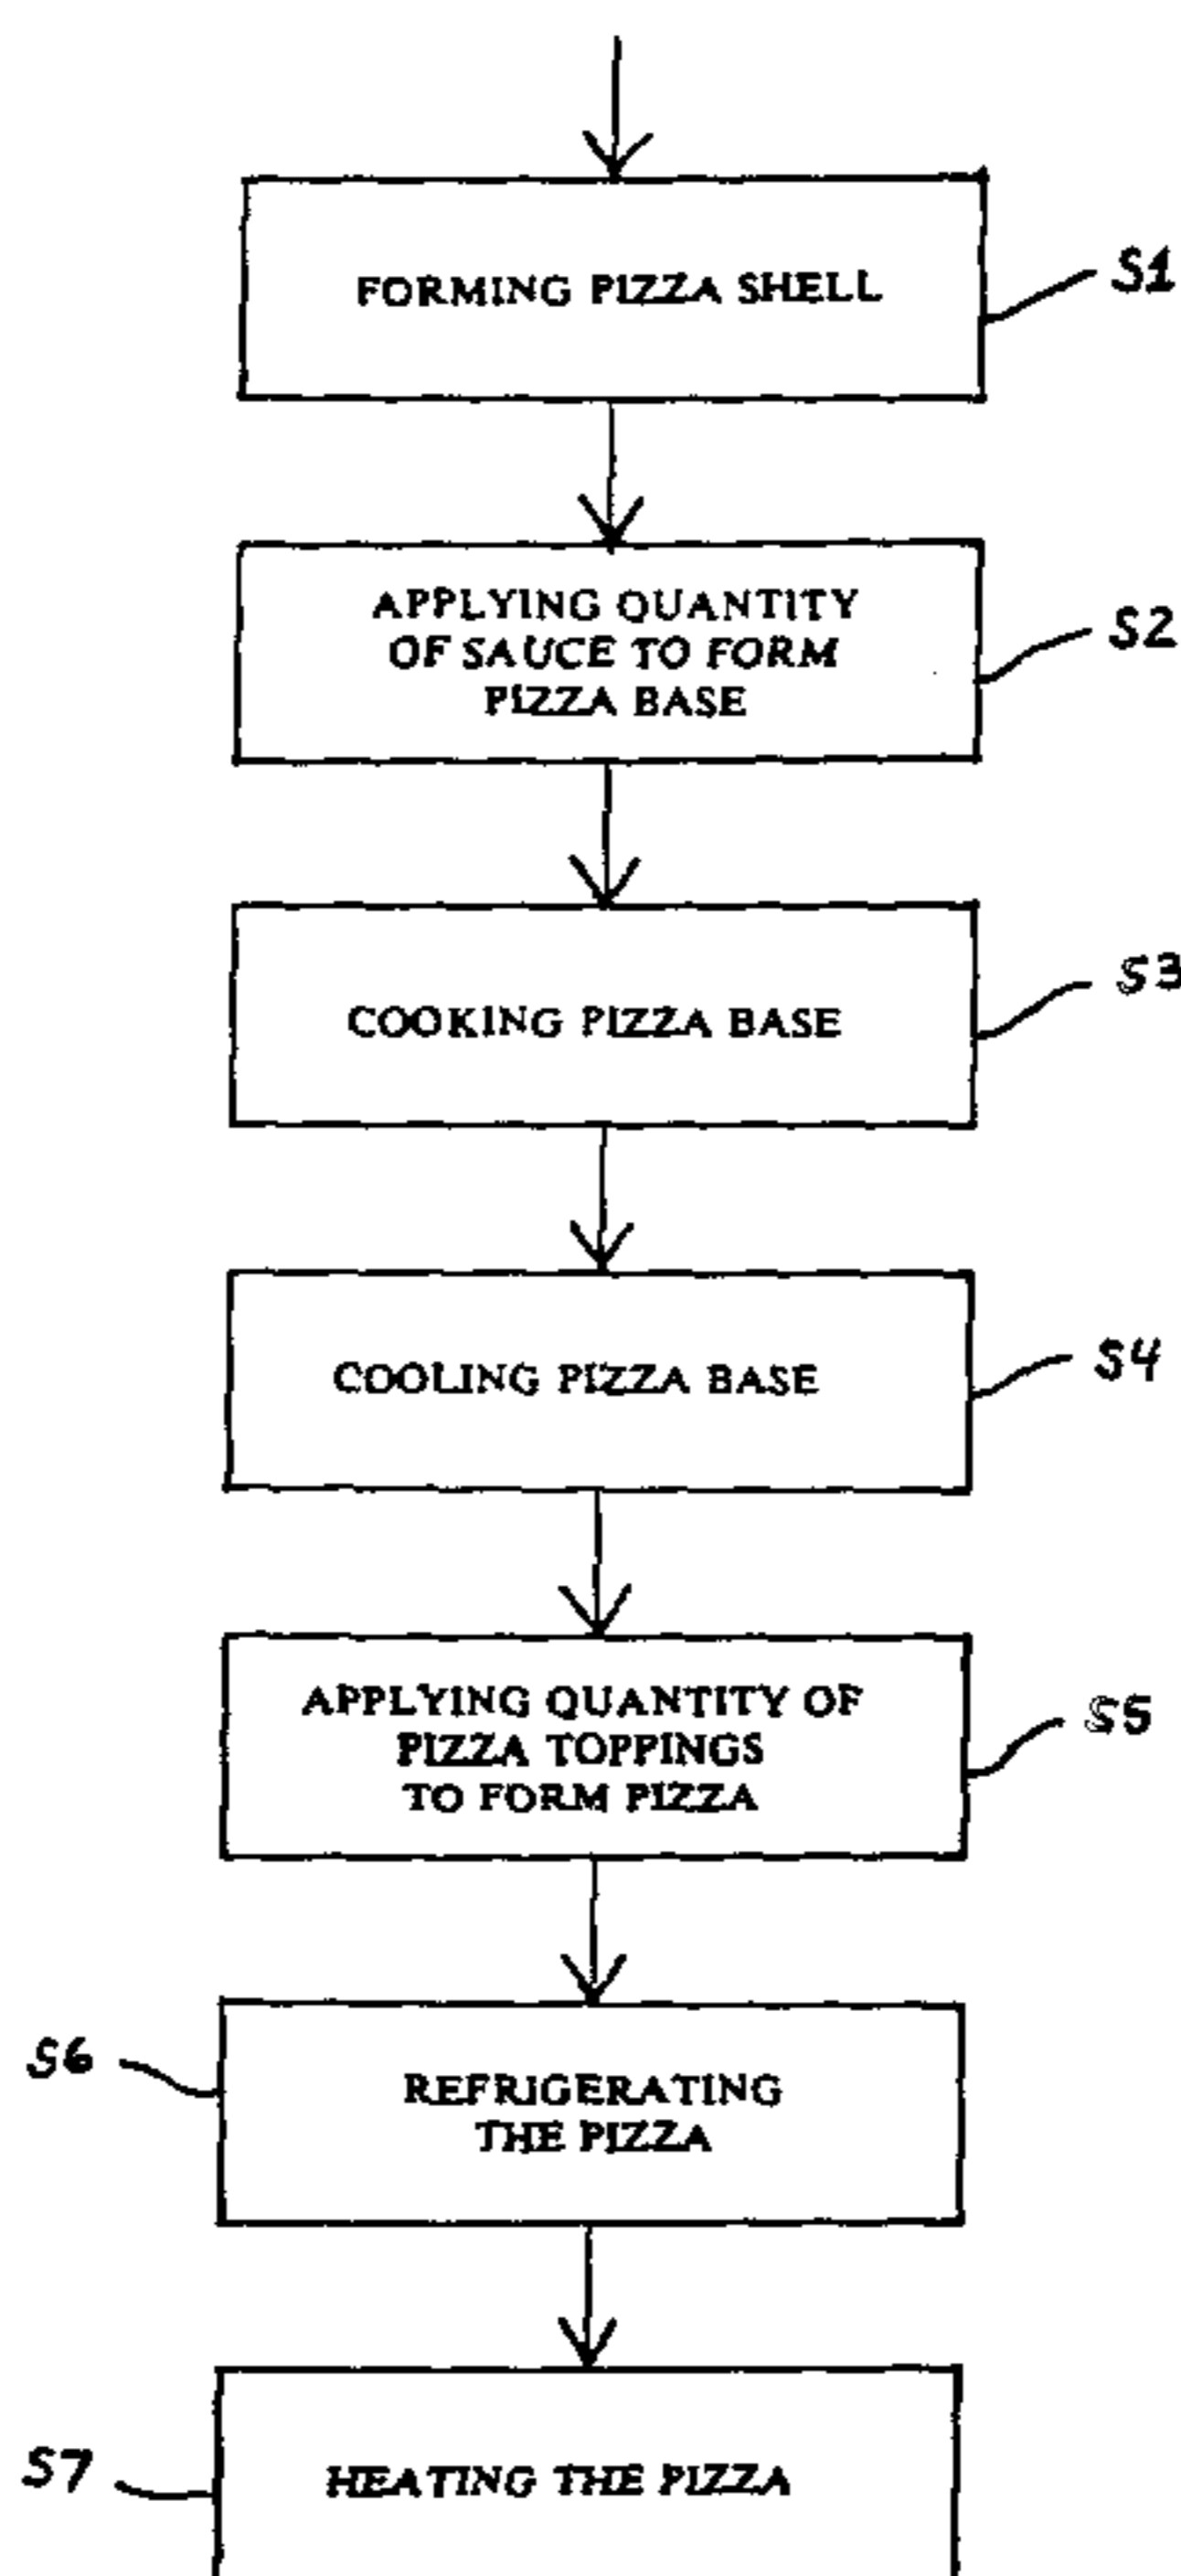 FORMING PIZZA SHELL
S1
APPLYING QUANTITY
OF SAUCE TO FORM
PIZZA BASE
S2
COOKING PIZZA BASE
S3
COOLING PIZZA BASE
S4
APPLYING QUANTITY OF
PIZZA TOPPINGS
TO FORM PIZZA
S5
S6
REFRIGERATING
THE PIZZA
S7
HEATING THE PIZZA